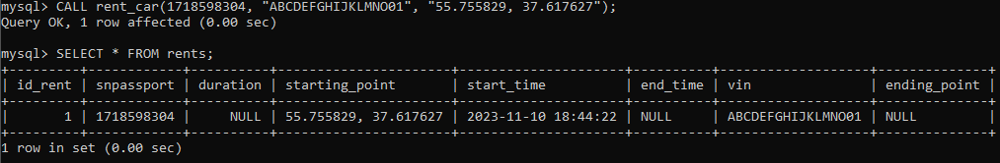 mysql> CALL rent_car(1718598304, "ABCDEFGHIJKLMNO01", "55.755829, 37.617627");
Query OK, 1 row affected (0.00 sec)
mysql> SELECT * FROM rents;
+---------+------------+----------+----------------------+---------------------+----------+-------------------+--------------+
| id_rent | snpassport | duration | starting_point       | start_time          | end_time | vin               | ending_point |
+---------+------------+----------+----------------------+---------------------+----------+-------------------+--------------+
|       1 | 1718598304 |     NULL | 55.755829, 37.617627 | 2023-11-10 18:44:22 | NULL     | ABCDEFGHIJKLMNO01 | NULL         |
+---------+------------+----------+----------------------+---------------------+----------+-------------------+--------------+
1 row in set (0.00 sec)